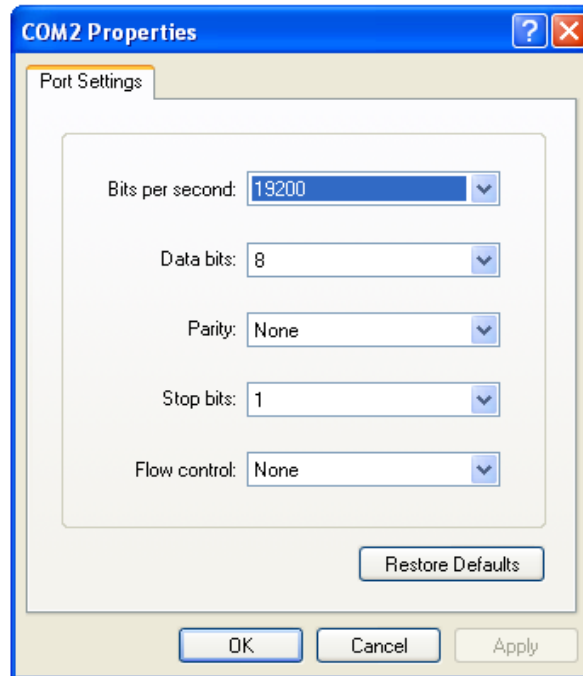 COM2 Properties
Port Settings
Bits per second: 19200
Data bits: 8
Parity: None
Stop bits: 1
Flow control: None
Restore Defaults
OK Cancel Apply